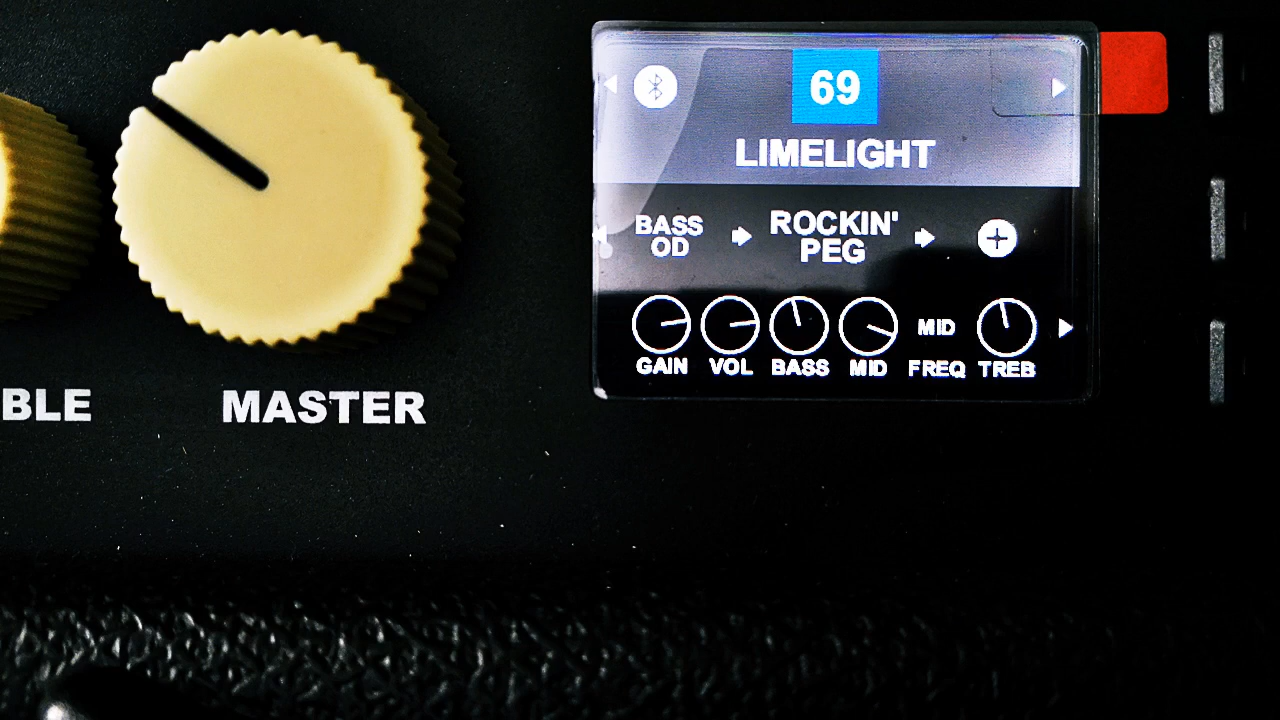 69
LIMELIGHT
BASS
OD
ROCKIN'
PEG
MID
GAIN VOL BASS MID FREQ TREB
BLE
MASTER